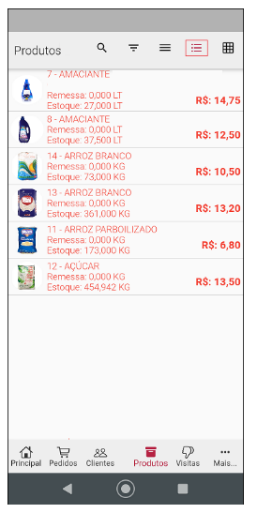 Produtos
7 - AMACIANTE
Remessa: 0,000 LT
Estoque: 27,000 LT
R$: 14,75
8 - AMACIANTE
Remessa: 0,000 LT
Estoque: 37,500 LT
R$: 12,50
14 - ARROZ BRANCO
Remessa: 0,000 KG
Estoque: 73,000 KG
R$: 10,50
13 - ARROZ BRANCO
Remessa: 0,000 KG
Estoque: 361,000 KG
R$: 13,20
11 - ARROZ PARBOILIZADO
Remessa: 0,000 KG
Estoque: 173,000 KG
R$: 6,80
12 - AÇÚCAR
Remessa: 0,000 KG
Estoque: 454,942 KG
R$: 13,50
Principal Pedidos Clientes Produtos Visitas Mais...